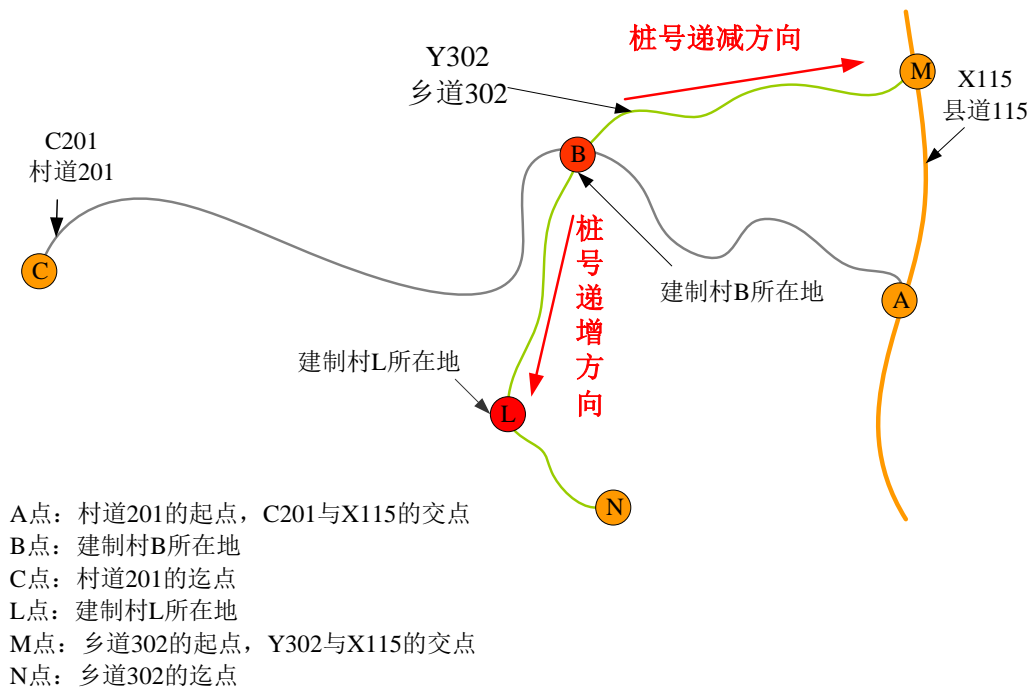 桩号递减方向
Y302
乡道302
M
X115
县道115
C201
村道201
B
桩号递增方向
C
建制村B所在地
A
建制村L所在地
L
N
A点：村道201的起点，C201与X115的交点
B点：建制村B所在地
C点：村道201的迄点
L点：建制村L所在地
M点：乡道302的起点，Y302与X115的交点
N点：乡道302的迄点